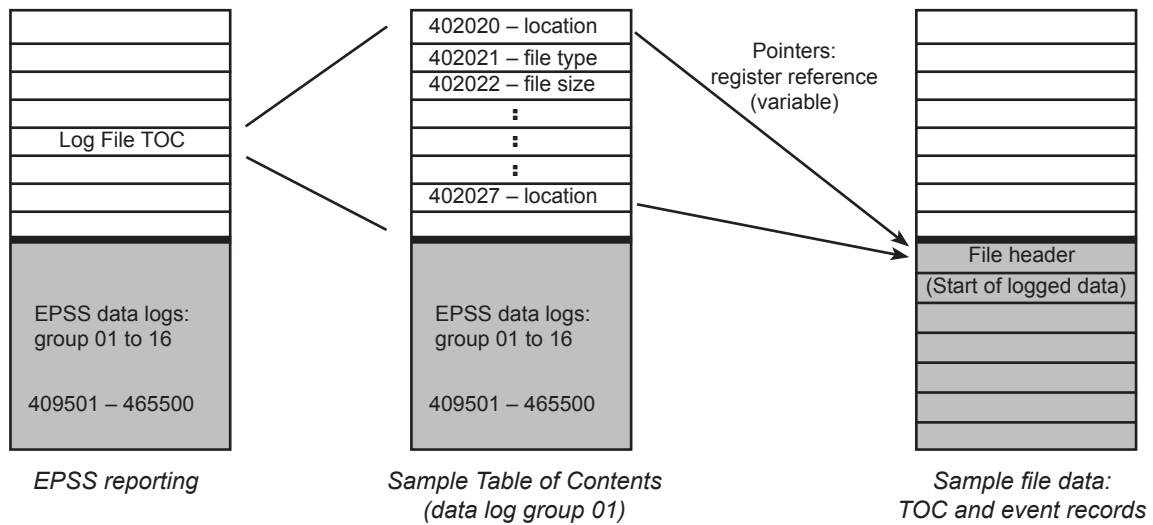 Log File TOC
EPSS data logs:
group 01 to 16
409501 – 465500
EPSS reporting
402020 – location
402021 – file type
402022 – file size
:
:
:
402027 – location
EPSS data logs:
group 01 to 16
409501 – 465500
Sample Table of Contents
(data log group 01)
Pointers:
register reference
(variable)
File header
(Start of logged data)
Sample file data:
TOC and event records